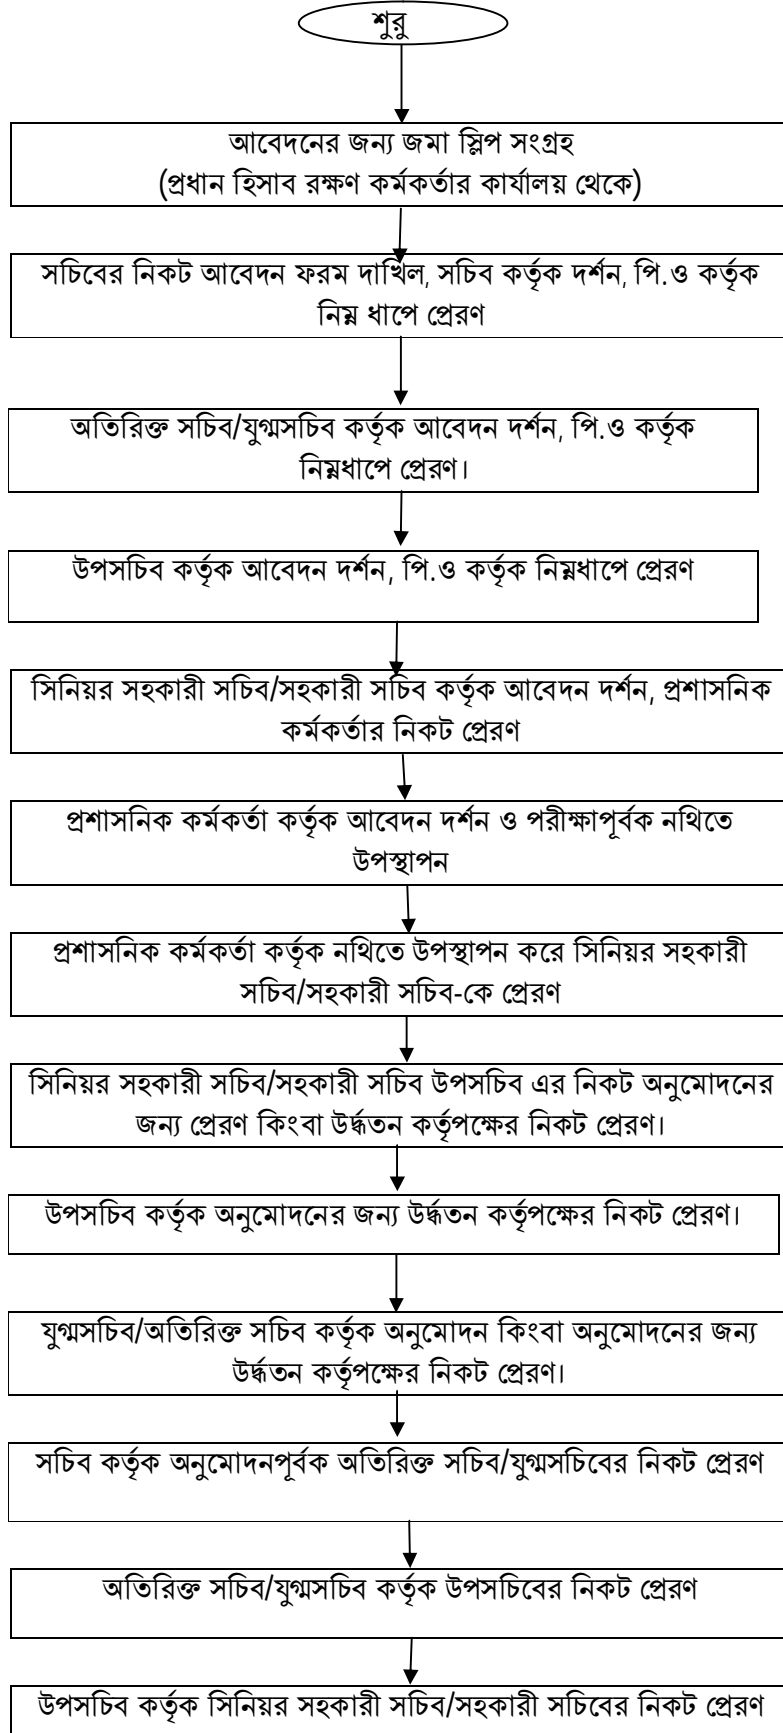 শুরু
আবেদনের জন্য জমা স্লিপ সংগ্রহ
(প্রধান হিসাব রক্ষণ কর্মকর্তার কার্যালয় থেকে)
সচিবের নিকট আবেদন ফরম দাখিল, সচিব কর্তৃক দর্শন, পি.ও কর্তৃক
নিম্ন ধাপে প্রেরণ
অতিরিক্ত সচিব/যুগ্মসচিব কর্তৃক আবেদন দর্শন, পি.ও কর্তৃক
নিম্নধাপে প্রেরণ।
উপসচিব কর্তৃক আবেদন দর্শন, পি.ও কর্তৃক নিম্নধাপে প্রেরণ
সিনিয়র সহকারী সচিব/সহকারী সচিব কর্তৃক আবেদন দর্শন, প্রশাসনিক
কর্মকর্তার নিকট প্রেরণ
প্রশাসনিক কর্মকর্তা কর্তৃক আবেদন দর্শন ও পরীক্ষাপূর্বক নথিতে
উপস্থাপন
প্রশাসনিক কর্মকর্তা কর্তৃক নথিতে উপস্থাপন করে সিনিয়র সহকারী
সচিব/সহকারী সচিব-কে প্রেরণ
সিনিয়র সহকারী সচিব/সহকারী সচিব উপসচিব এর নিকট অনুমোদনের
জন্য প্রেরণ কিংবা উর্দ্ধতন কর্তৃপক্ষের নিকট প্রেরণ।
উপসচিব কর্তৃক অনুমোদনের জন্য উর্দ্ধতন কর্তৃপক্ষের নিকট প্রেরণ।
যুগ্মসচিব/অতিরিক্ত সচিব কর্তৃক অনুমোদন কিংবা অনুমোদনের জন্য
উর্দ্ধতন কর্তৃপক্ষের নিকট প্রেরণ।
সচিব কর্তৃক অনুমোদনপূর্বক অতিরিক্ত সচিব/যুগ্মসচিবের নিকট প্রেরণ
অতিরিক্ত সচিব/যুগ্মসচিব কর্তৃক উপসচিবের নিকট প্রেরণ
উপসচিব কর্তৃক সিনিয়র সহকারী সচিব/সহকারী সচিবের নিকট প্রেরণ